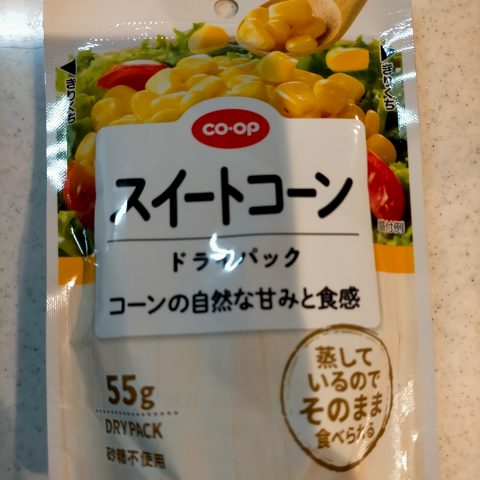 きりくち
きりくち
CO·OP
スイートコーン
ドライパック
コーンの自然な甘みと食感
盛付例
55g
DRY PACK
砂糖不使用
蒸して
いるので
そのまま
食べられる